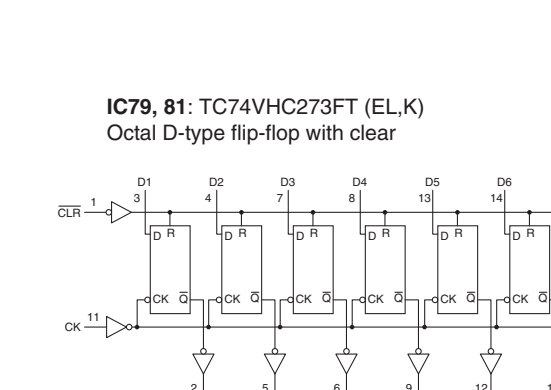 IC79, 81: TC74VHC273FT (EL,K)
Octal D-type flip-flop with clear
D1 D2 D3 D4 D5 D6
3 4 7 8 13 14
C̅L̅R̅ 1
D R D R D R D R D R D R
CK Q̅ CK Q̅ CK Q̅ CK Q̅ CK Q̅ CK
CK 11
2 5 6 9 12